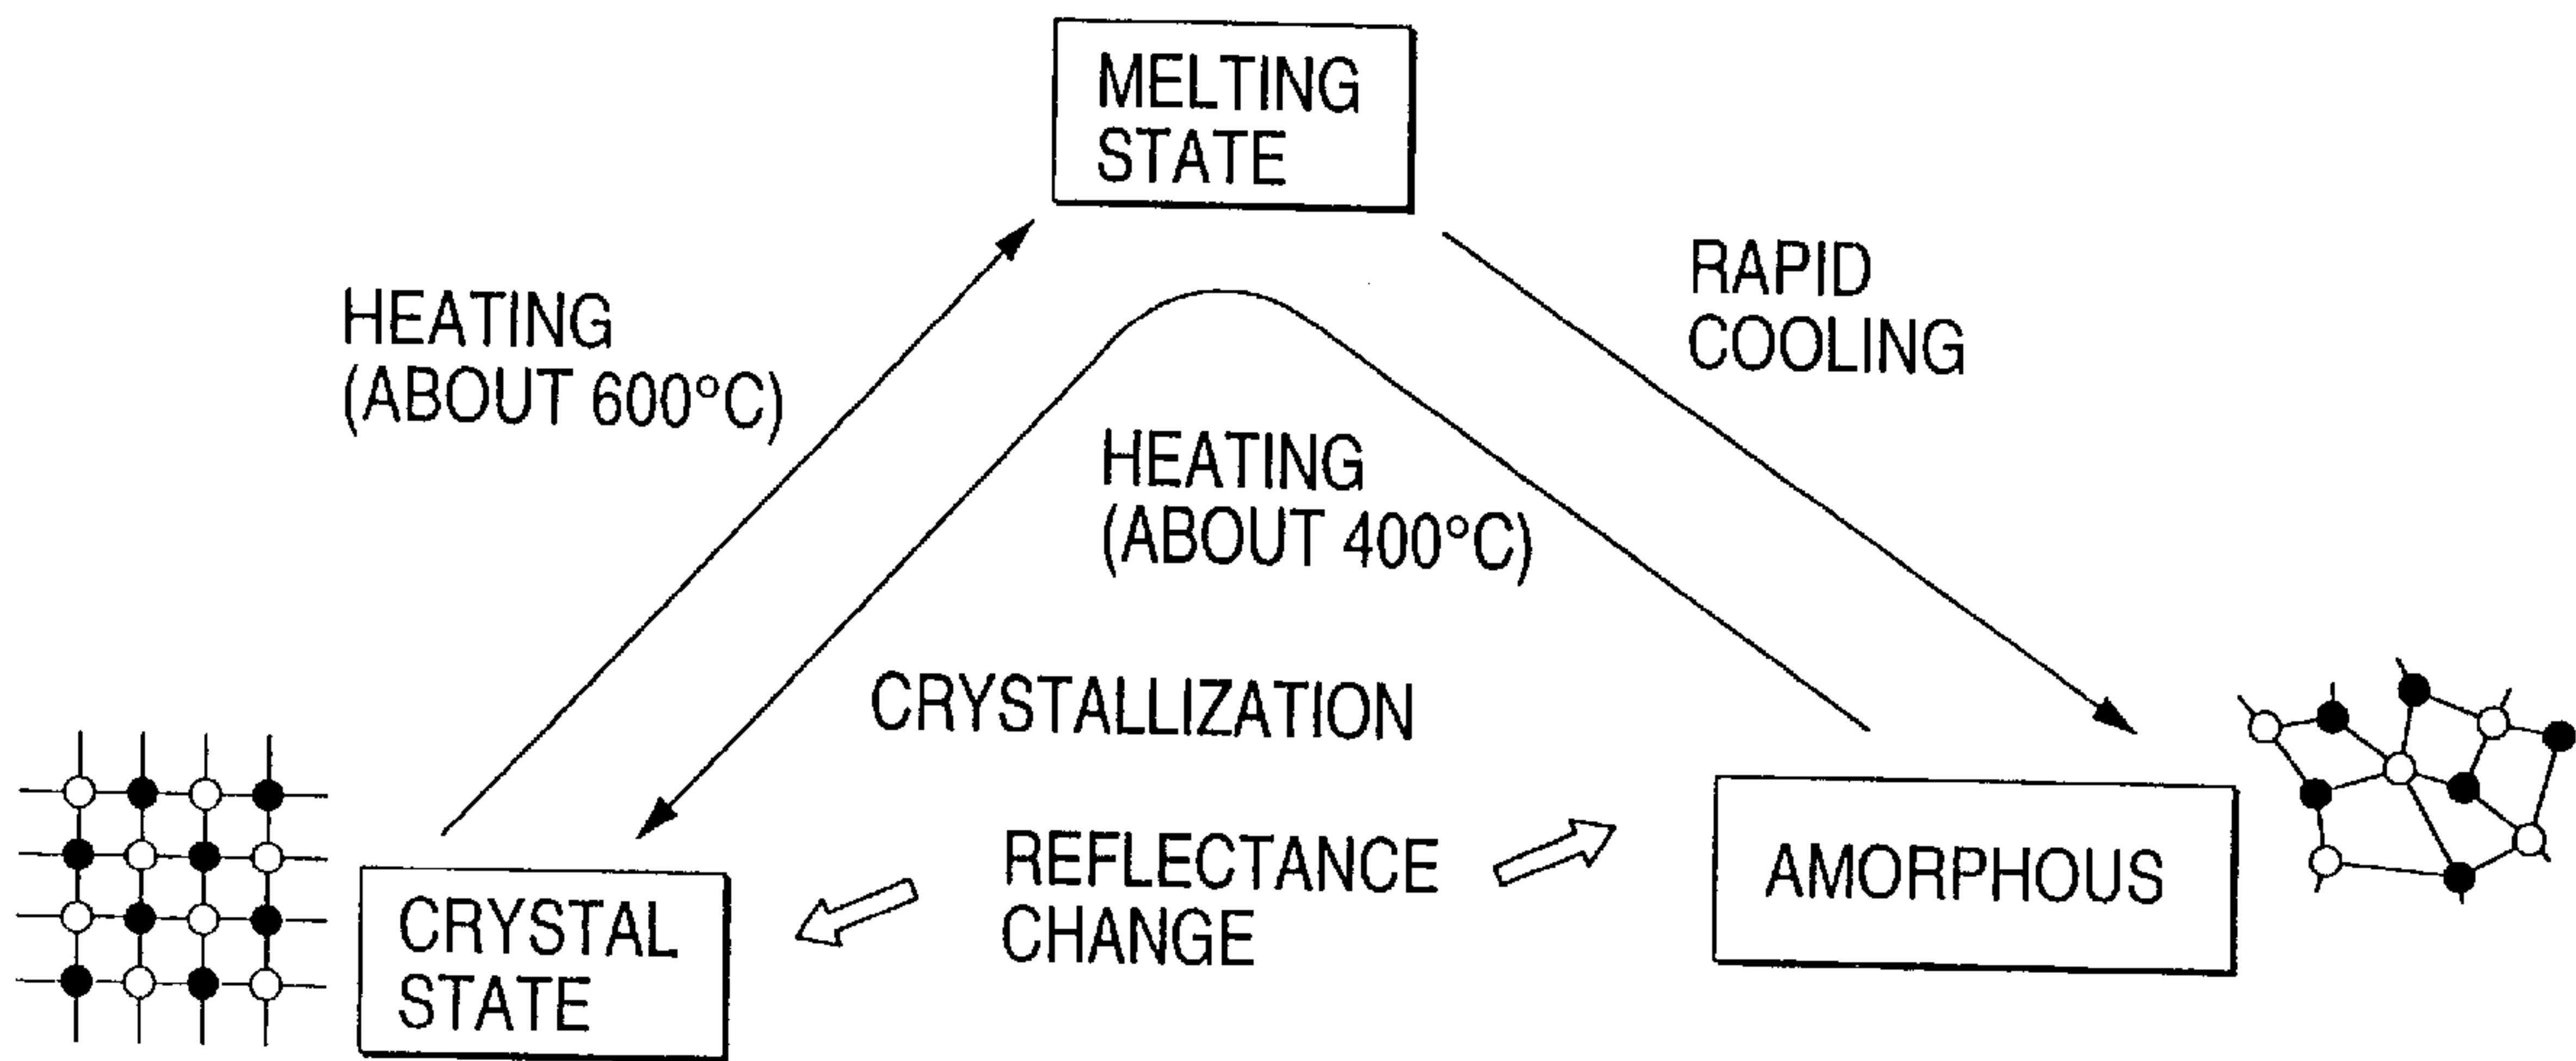 MELTING
STATE
RAPID
COOLING
HEATING
(ABOUT 600°C)
HEATING
(ABOUT 400°C)
CRYSTALLIZATION
REFLECTANCE
CHANGE
AMORPHOUS
CRYSTAL
STATE